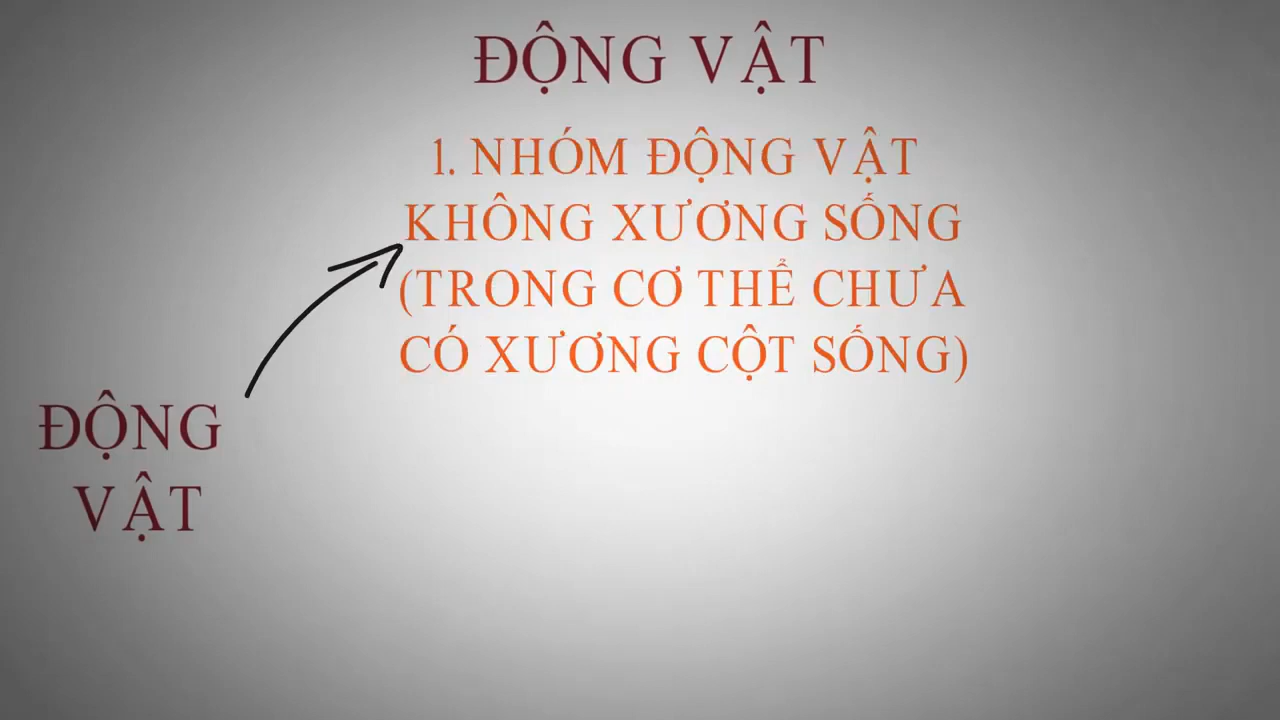 ĐỘNG VẬT
1. NHÓM ĐỘNG VẬT
KHÔNG XƯƠNG SỐNG
(TRONG CƠ THỂ CHƯA
CÓ XƯƠNG CỘT SỐNG)
ĐỘNG
VẬT